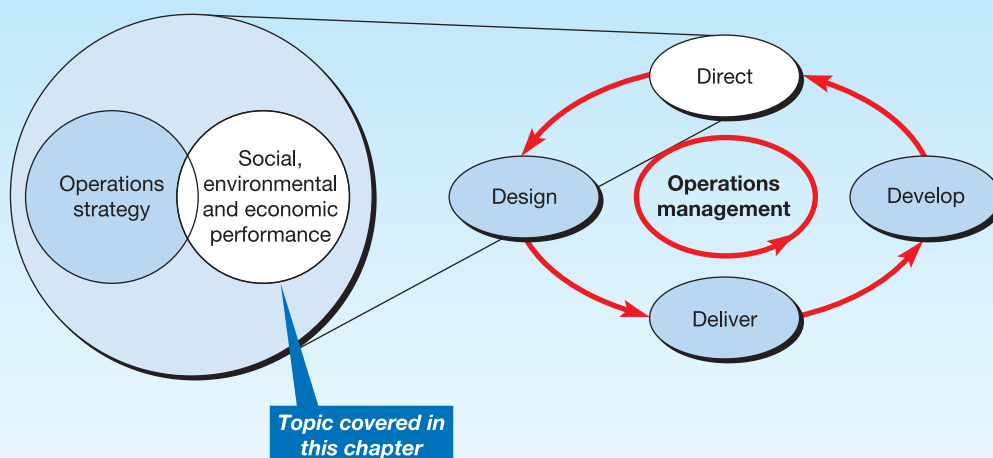 Operations
strategy
Social,
environmental
and economic
performance
Topic covered in
this chapter
Direct
Design
Operations
management
Develop
Deliver